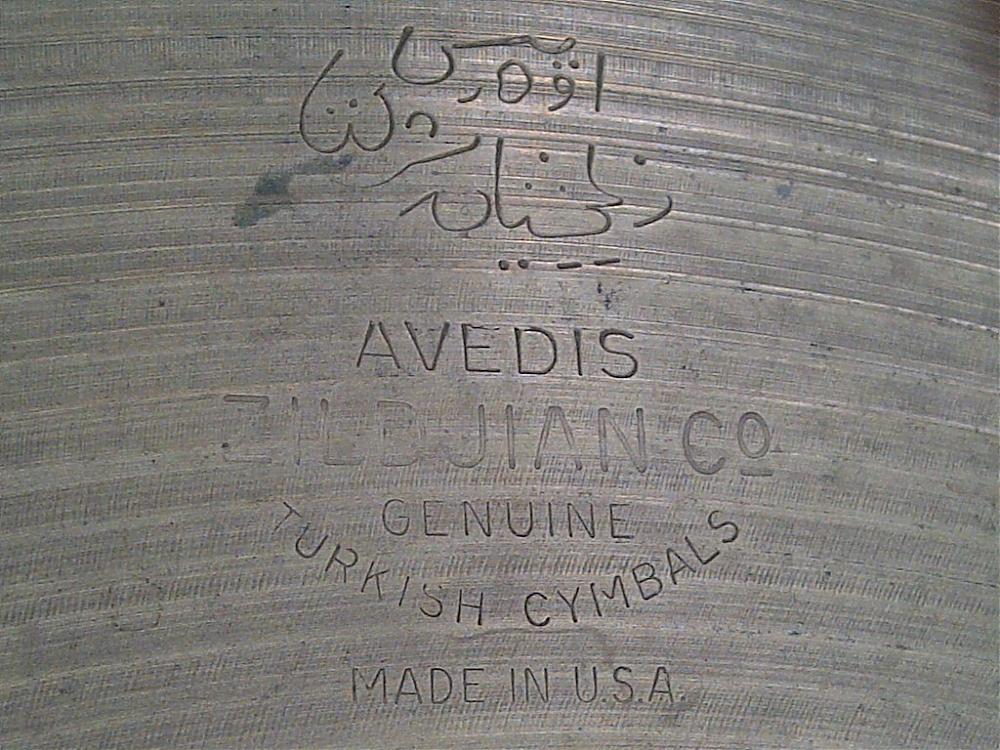 AVEDIS
ZILDJIAN Cº
GENUINE
TURKISH CYMBALS
MADE IN U.S.A.